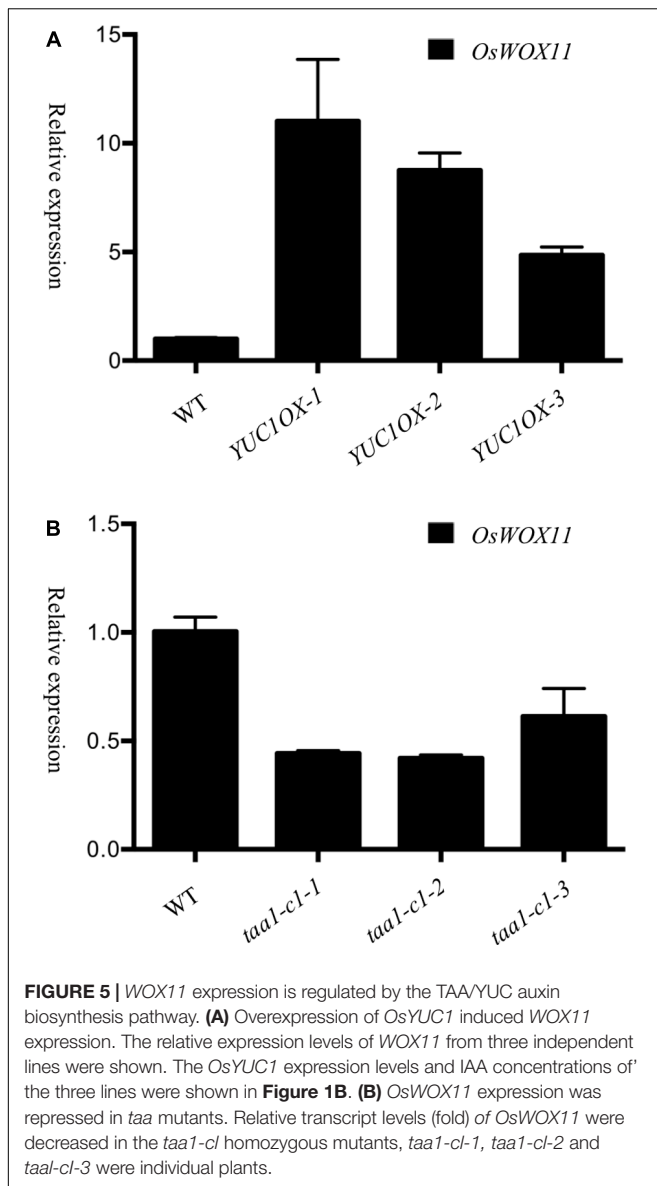 A
15
OsWOX11
Relative expression
10
5
0
WT
YUC1OX-1
YUC1OX-2
YUC1OX-3
B
1.5
OsWOX11
Relative expression
1.0
0.5
0.0
WT
taa1-c1-1
taa1-c1-2
taa1-c1-3
FIGURE 5 | WOX11 expression is regulated by the TAA/YUC auxin
biosynthesis pathway. (A) Overexpression of OsYUC1 induced WOX11
expression. The relative expression levels of WOX11 from three independent
lines were shown. The OsYUC1 expression levels and IAA concentrations of'
the three lines were shown in Figure 1B. (B) OsWOX11 expression was
repressed in taa mutants. Relative transcript levels (fold) of OsWOX11 were
decreased in the taa1-cl homozygous mutants, taa1-cl-1, taa1-cl-2 and
taal-cl-3 were individual plants.